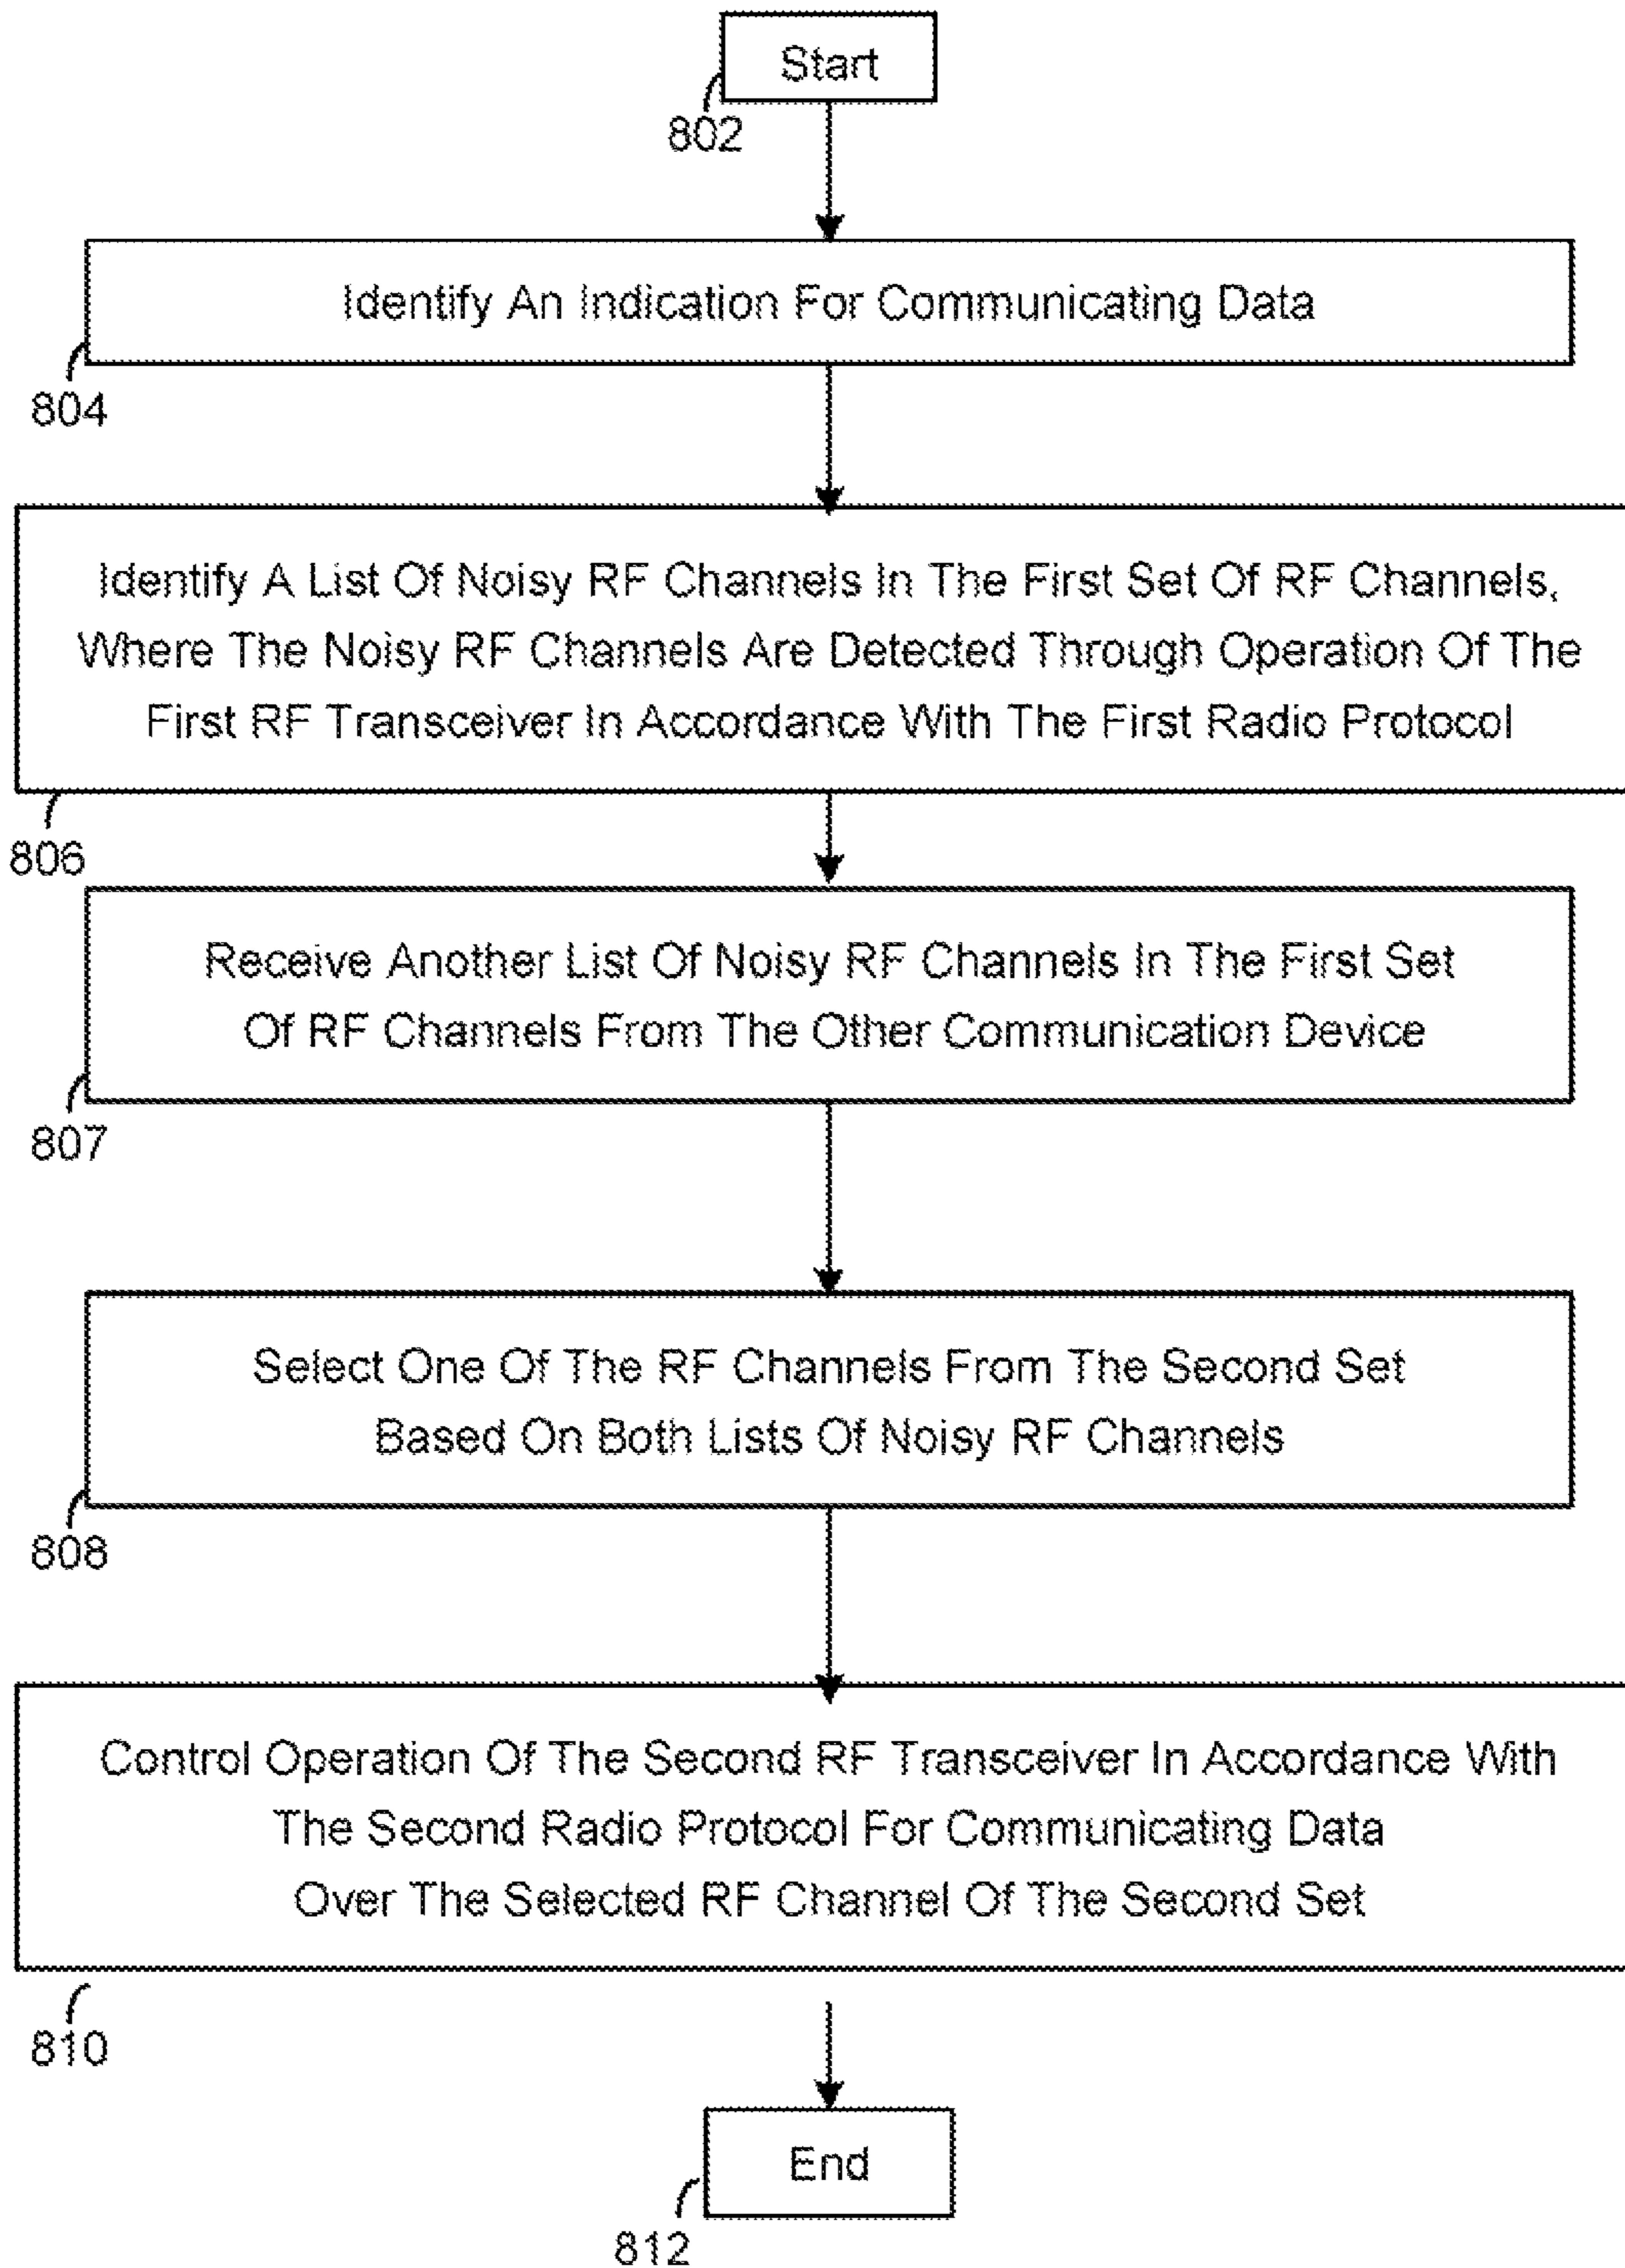 Start
802
Identify An Indication For Communicating Data
804
Identify A List Of Noisy RF Channels In The First Set Of RF Channels,
Where The Noisy RF Channels Are Detected Through Operation Of The
First RF Transceiver In Accordance With The First Radio Protocol
806
Receive Another List Of Noisy RF Channels In The First Set
Of RF Channels From The Other Communication Device
807
Select One Of The RF Channels From The Second Set
Based On Both Lists Of Noisy RF Channels
808
Control Operation Of The Second RF Transceiver In Accordance With
The Second Radio Protocol For Communicating Data
Over The Selected RF Channel Of The Second Set
810
End
812